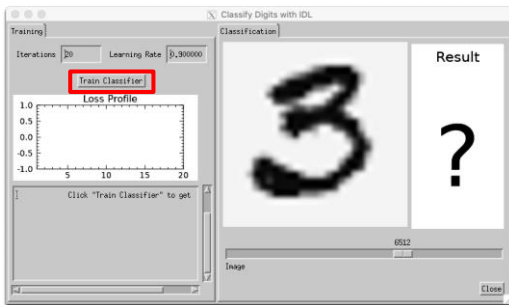 Classify Digits with IDL
Training
Iterations 20 Learning Rate 0.900000
Train Classifier
Loss Profile
1.0
0.5
0.0
-0.5
-1.0
5 10 15 20
Click "Train Classifier" to get
Classification
3
Result
?
6512
Image
Close